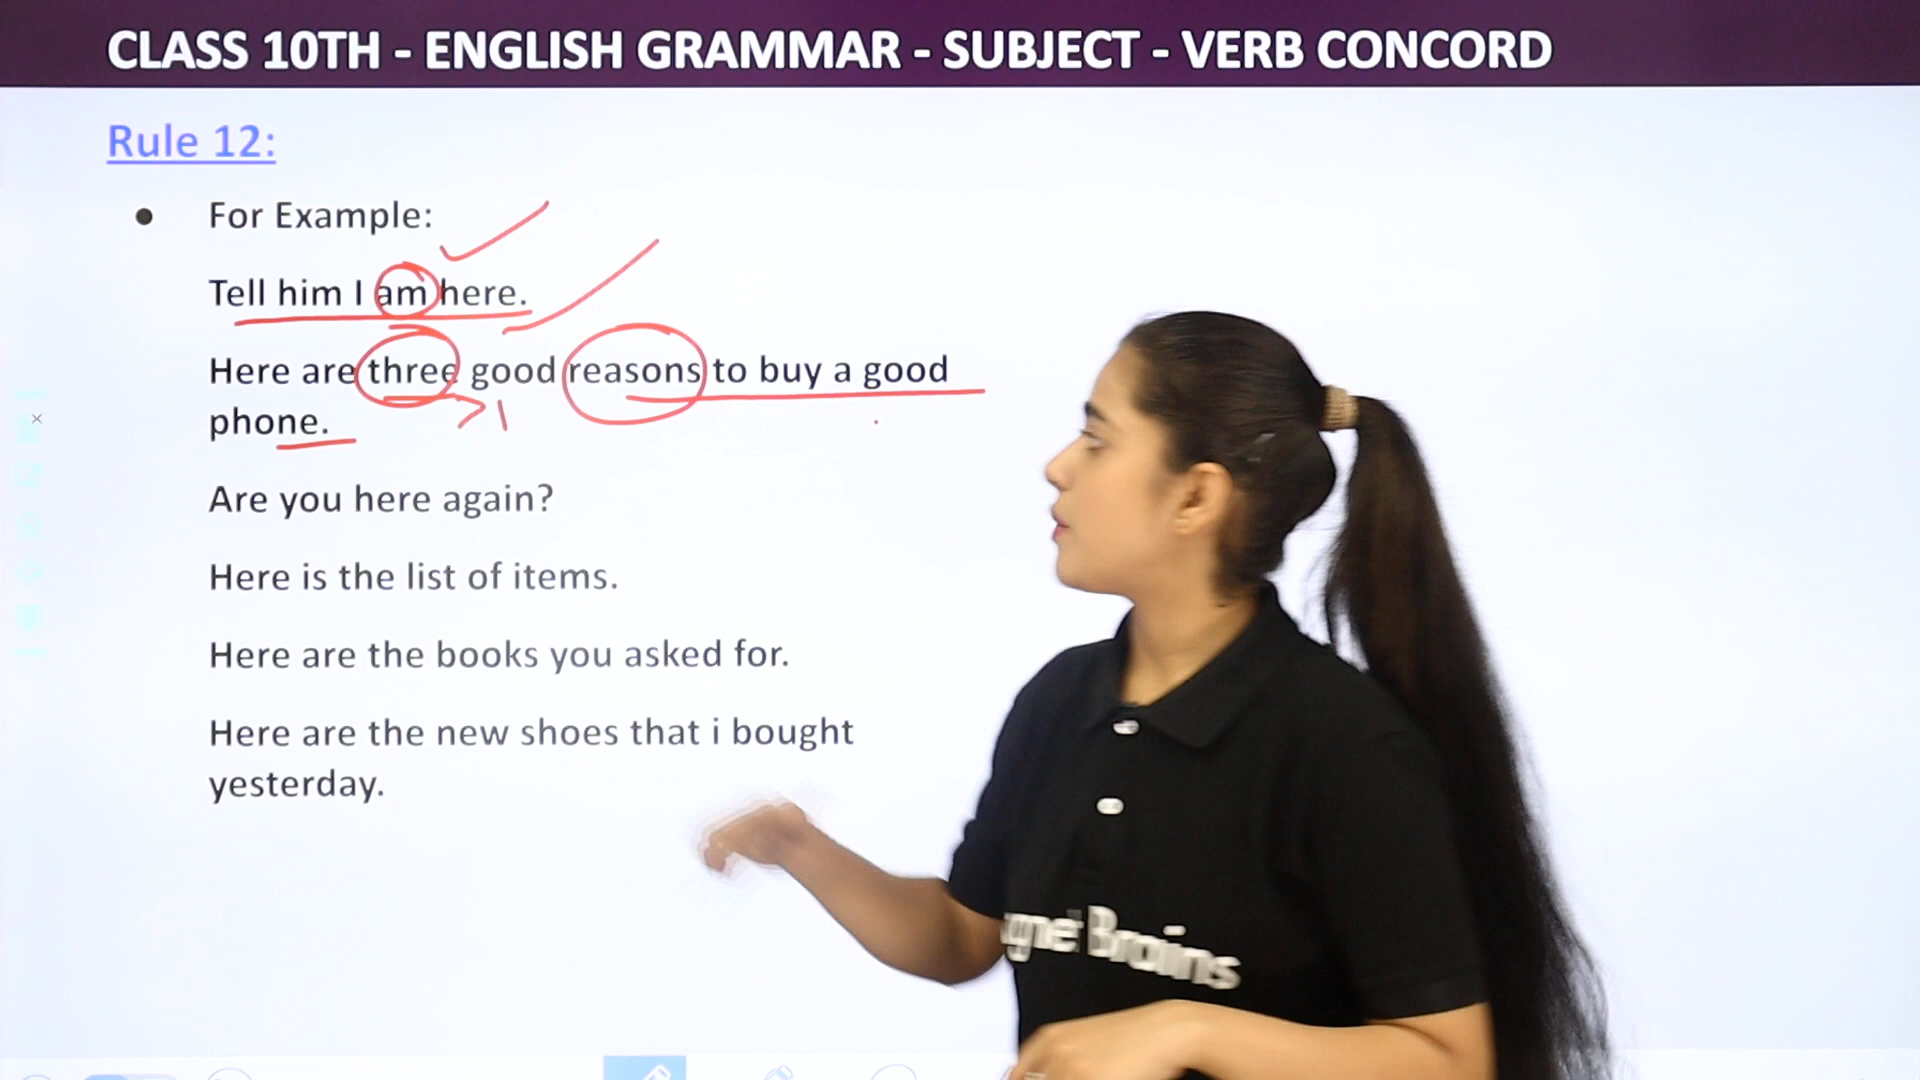 CLASS 10TH - ENGLISH GRAMMAR - SUBJECT - VERB CONCORD
Rule 12:
● For Example:
Tell him I am here.
Here are three good reasons to buy a good
phone.
Are you here again?
Here is the list of items.
Here are the books you asked for.
Here are the new shoes that i bought
yesterday.
Brains